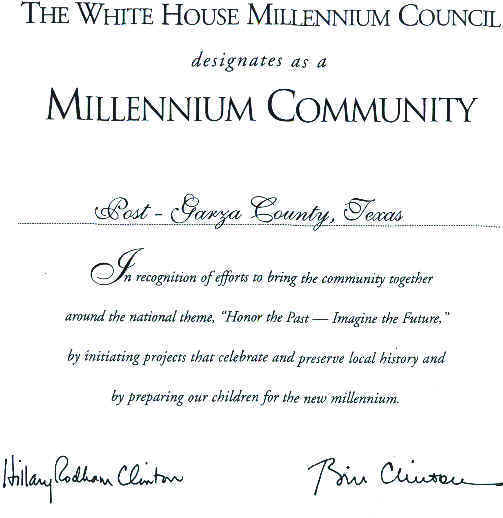 THE WHITE HOUSE MILLENNIUM COUNCIL
designates as a
MILLENNIUM COMMUNITY
Post - Garza County, Texas
In recognition of efforts to bring the community together
around the national theme, "Honor the Past — Imagine the Future,"
by initiating projects that celebrate and preserve local history and
by preparing our children for the new millennium.
Hillary Rodham Clinton Bill Clinton